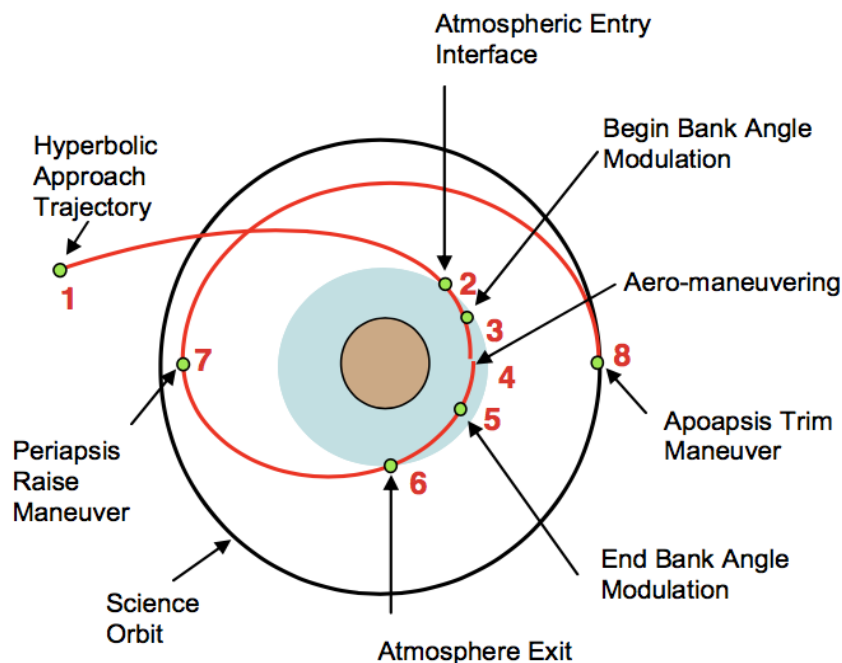 Atmospheric Entry
Interface
Begin Bank Angle
Modulation
Hyperbolic
Approach
Trajectory
1
2
3
Aero-maneuvering
4
5
6
7
8
Apoapsis Trim
Maneuver
Periapsis
Raise
Maneuver
End Bank Angle
Modulation
Science
Orbit
Atmosphere Exit